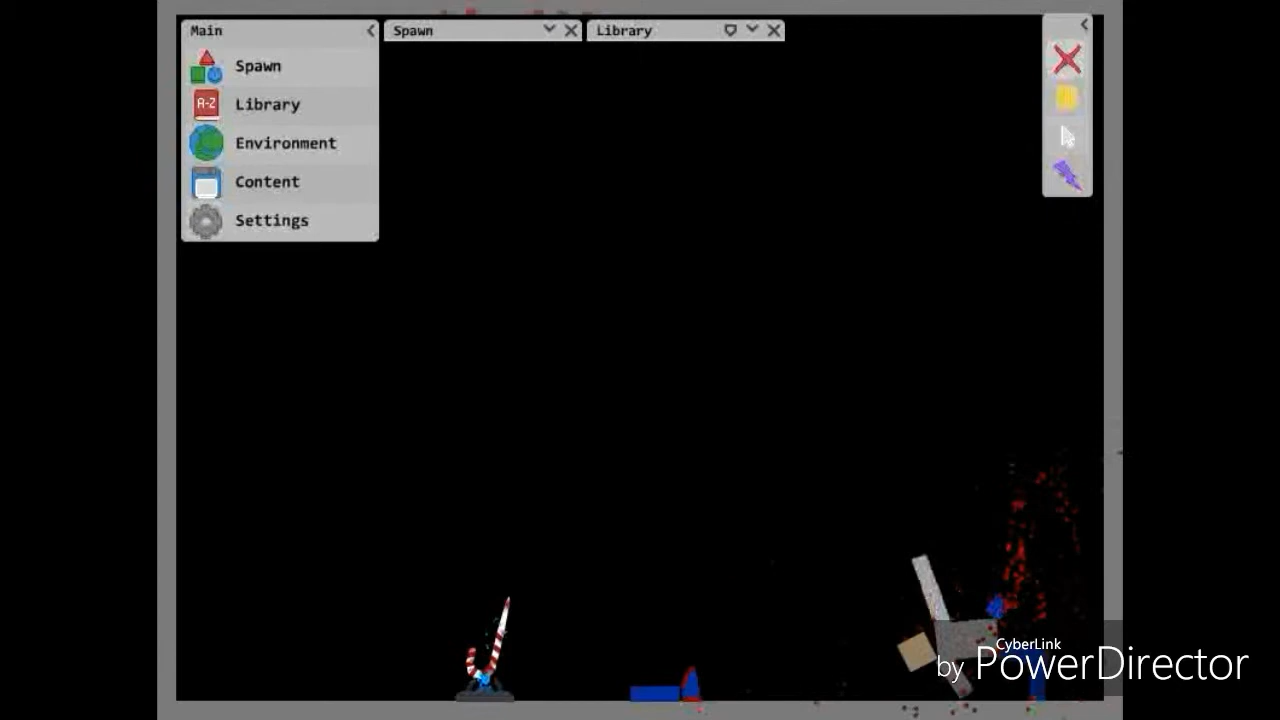 Main
Spawn
Library
Spawn
A-Z
Library
Environment
Content
Settings
CyberLink
by PowerDirector